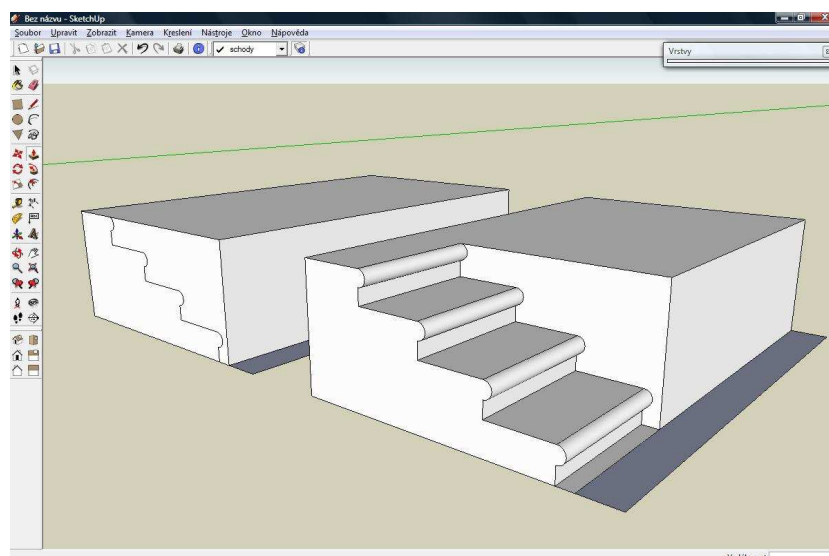 Bez názvu - SketchUp
Soubor Upravit Zobrazit Kamera Kreslení Nástroje Okno Nápověda
schody
Vrstvy